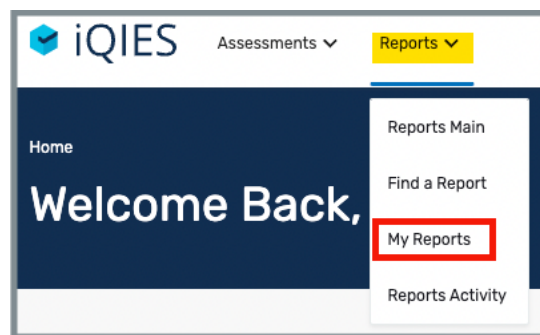 iQIES Assessments Reports
Reports Main
Home
Find a Report
Welcome Back,
My Reports
Reports Activity